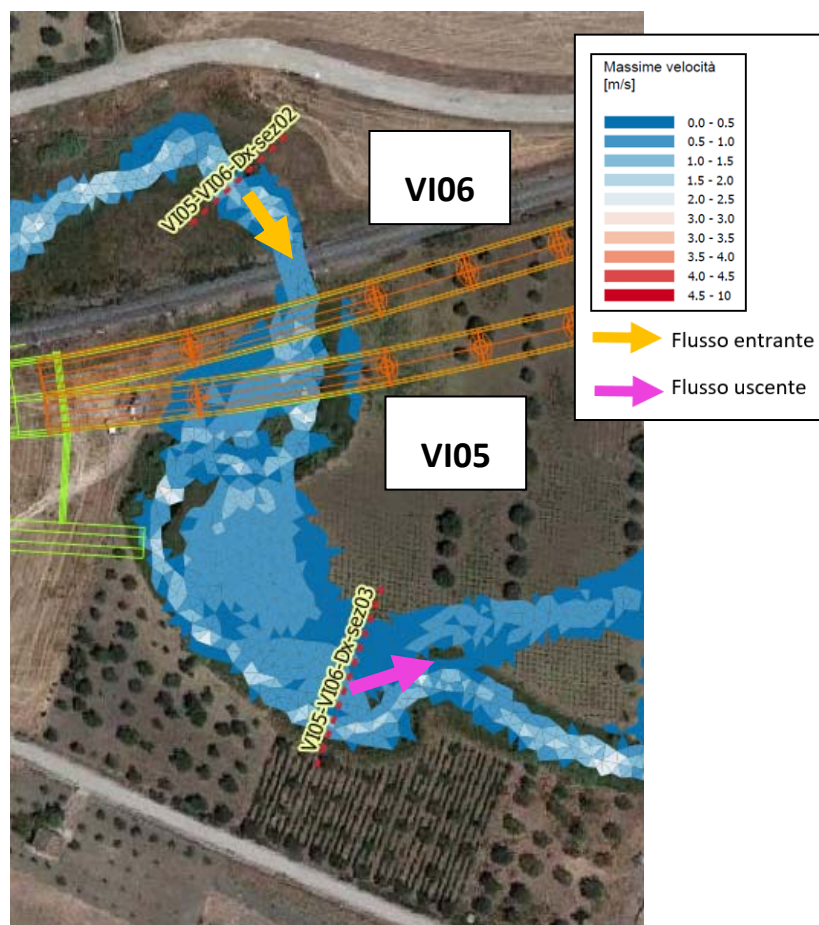 Massime velocità
[m/s]
0.0 - 0.5
0.5 - 1.0
1.0 - 1.5
1.5 - 2.0
2.0 - 2.5
3.0 - 3.0
3.0 - 3.5
3.5 - 4.0
4.0 - 4.5
4.5 - 10
Flusso entrante
Flusso uscente
VI05-VI06-Dx-sez02
VI06
VI05
VI05-VI06-Dx-sez03